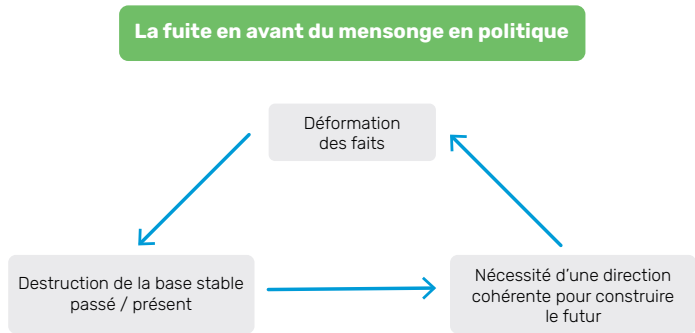 La fuite en avant du mensonge en politique
Déformation
des faits
Destruction de la base stable
passé / présent
Nécessité d’une direction
cohérente pour construire
le futur